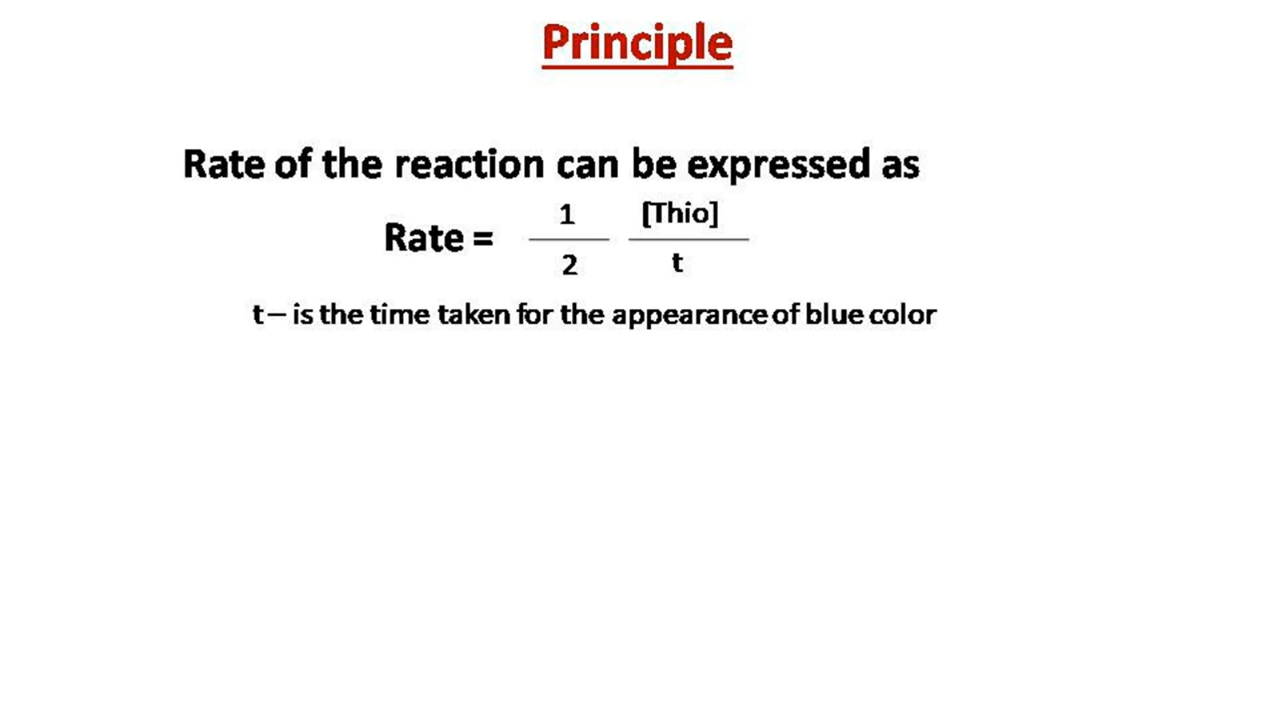 Principle
Rate of the reaction can be expressed as
Rate = 1/2 [Thio]/t
t – is the time taken for the appearance of blue color